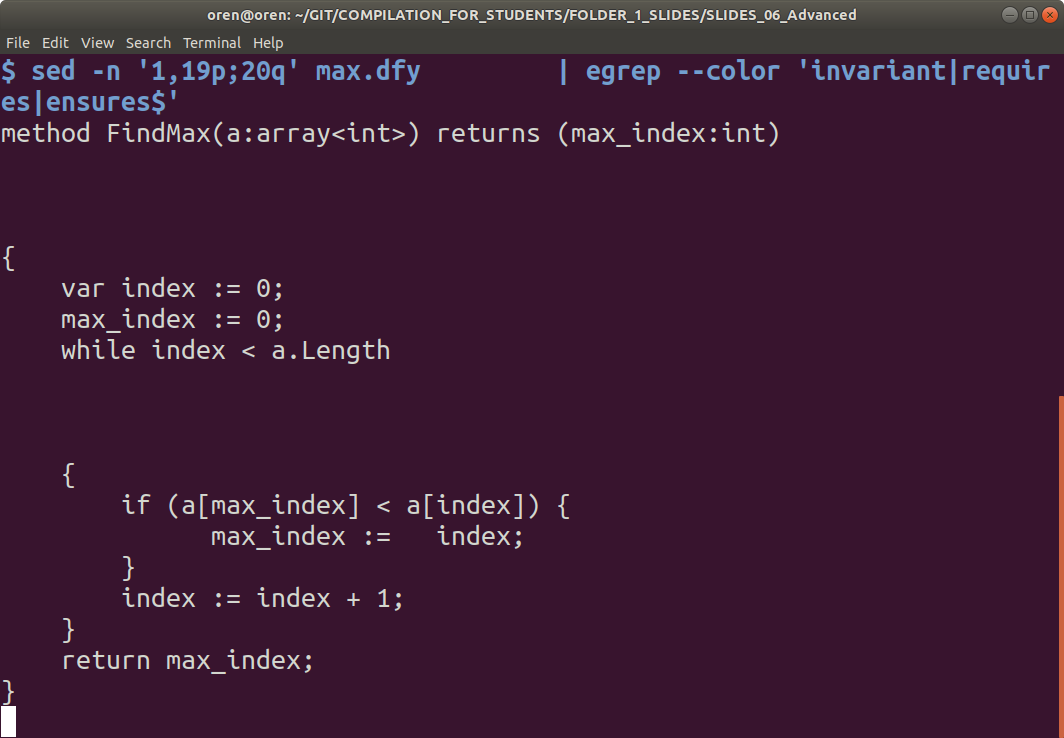 oren@oren: ~/GIT/COMPILATION_FOR_STUDENTS/FOLDER_1_SLIDES/SLIDES_06_Advanced
File Edit View Search Terminal Help
$ sed -n '1,19p;20q' max.dfy         | egrep --color 'invariant|requir
es|ensures$'
method FindMax(a:array<int>) returns (max_index:int)
{
    var index := 0;
    max_index := 0;
    while index < a.Length
    {
        if (a[max_index] < a[index]) {
              max_index :=   index;
        }
        index := index + 1;
    }
    return max_index;
}